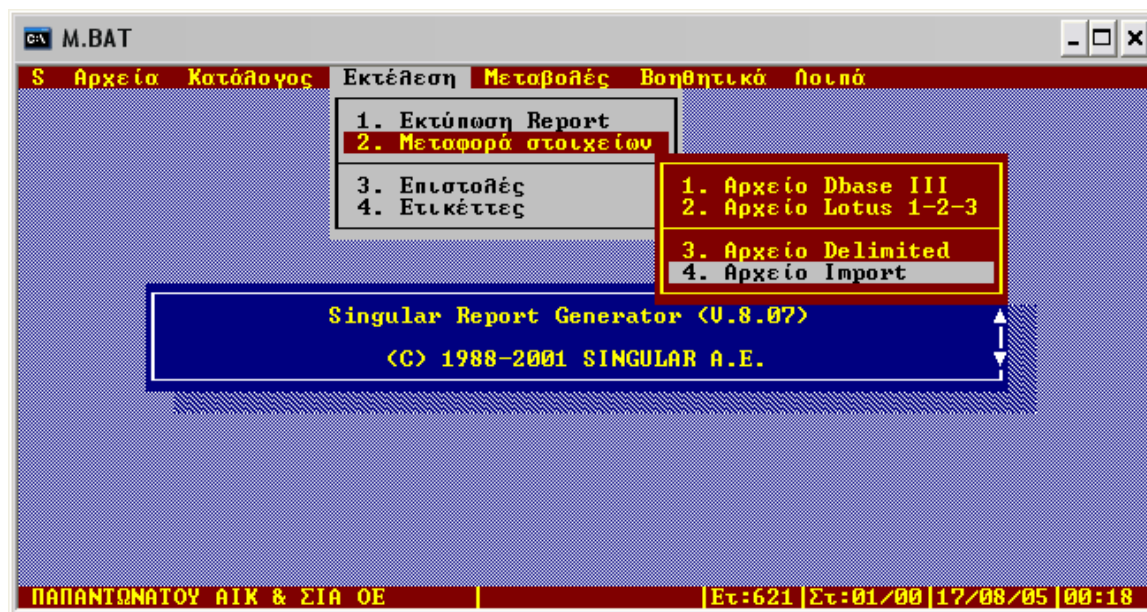 M.BAT
S Αρχεία Κατάλογος Εκτέλεση Μεταβολές Βοηθητικά Λοιπά
1. Εκτύπωση Report
2. Μεταφορά στοιχείων
3. Επιστολές
4. Ετικέττες
1. Αρχείο Dbase III
2. Αρχείο Lotus 1-2-3
3. Αρχείο Delimited
4. Αρχείο Import
Singular Report Generator (V.8.07)
(C) 1988-2001 SINGULAR A.E.
ΠΑΠΑΝΤΩΝΑΤΟΥ ΑΙΚ & ΣΙΑ ΟΕ Ετ:621 Στ:01/00 17/08/05 00:18